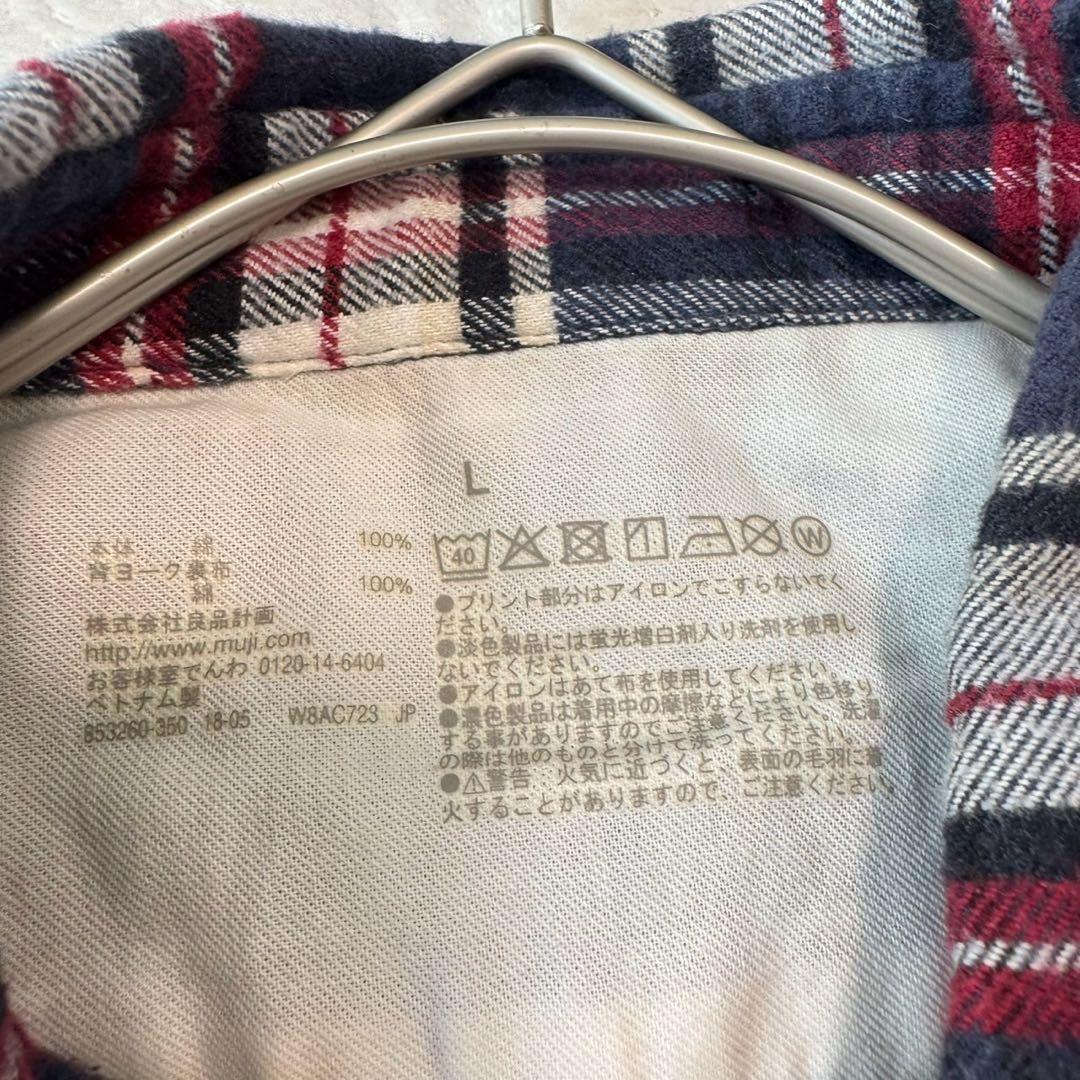 L
本体 綿 100%
背ヨーク裏布
綿 100%
株式会社良品計画
http://www.muji.com
お客様室でんわ 0120-14-6404
ベトナム製
853260-350 18-05 W8AC723 JP
40 W
●プリント部分はアイロンでこすらないでく
ださい。
●淡色製品には蛍光増白剤入り洗剤を使用し
ないでください。
●アイロンはあて布を使用してください。
●濃色製品は着用中の摩擦などにより色移り
する事がありますのでご注意ください。洗濯
の際は他のものと分けて洗ってください。
●⚠警告：火気に近づくと、表面の毛羽に着
火することがありますので、ご注意ください。